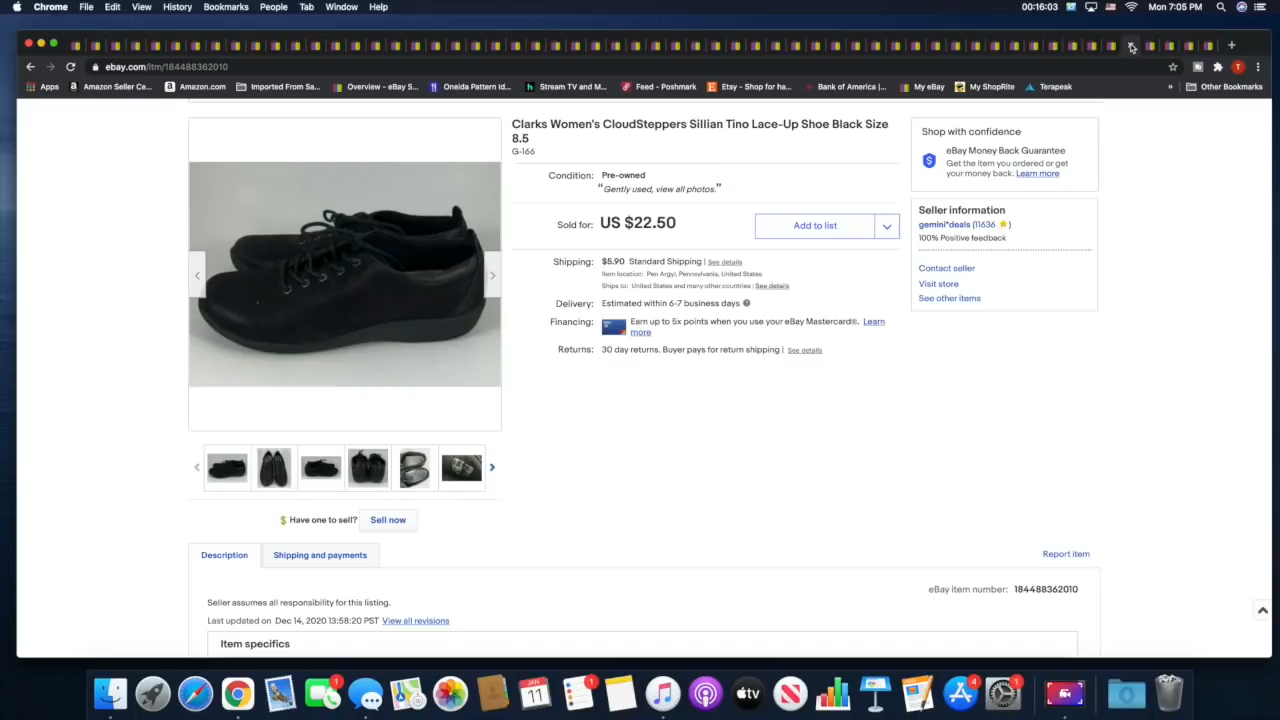 Chrome File Edit View History Bookmarks People Tab Window Help 00:16:03 Mon 7:05 PM
ebay.com/itm/184488362010 T
Apps Amazon Seller Ce... Amazon.com Imported From Sa... Overview – eBay S... Oneida Pattern Id... Stream TV and M... Feed - Poshmark Etsy - Shop for ha... Bank of America |... My eBay My ShopRite Terapeak » Other Bookmarks
Clarks Women's CloudSteppers Sillian Tino Lace-Up Shoe Black Size
8.5
G-166
Condition: Pre-owned
“Gently used, view all photos.”
Sold for: US $22.50 Add to list
Shipping: $5.90 Standard Shipping | See details
Item location: Pen Argyl, Pennsylvania, United States
Ships to: United States and many other countries | See details
Delivery: Estimated within 6-7 business days
Financing: Earn up to 5x points when you use your eBay Mastercard®. Learn
more
Returns: 30 day returns. Buyer pays for return shipping | See details
Shop with confidence
eBay Money Back Guarantee
Get the item you ordered or get
your money back. Learn more
Seller information
gemini*deals (11636)
100% Positive feedback
Contact seller
Visit store
See other items
Have one to sell? Sell now
Description Shipping and payments Report item
eBay item number: 184488362010
Seller assumes all responsibility for this listing.
Last updated on Dec 14, 2020 13:58:20 PST View all revisions
Item specifics
1 JAN 11 1 tv 4 1